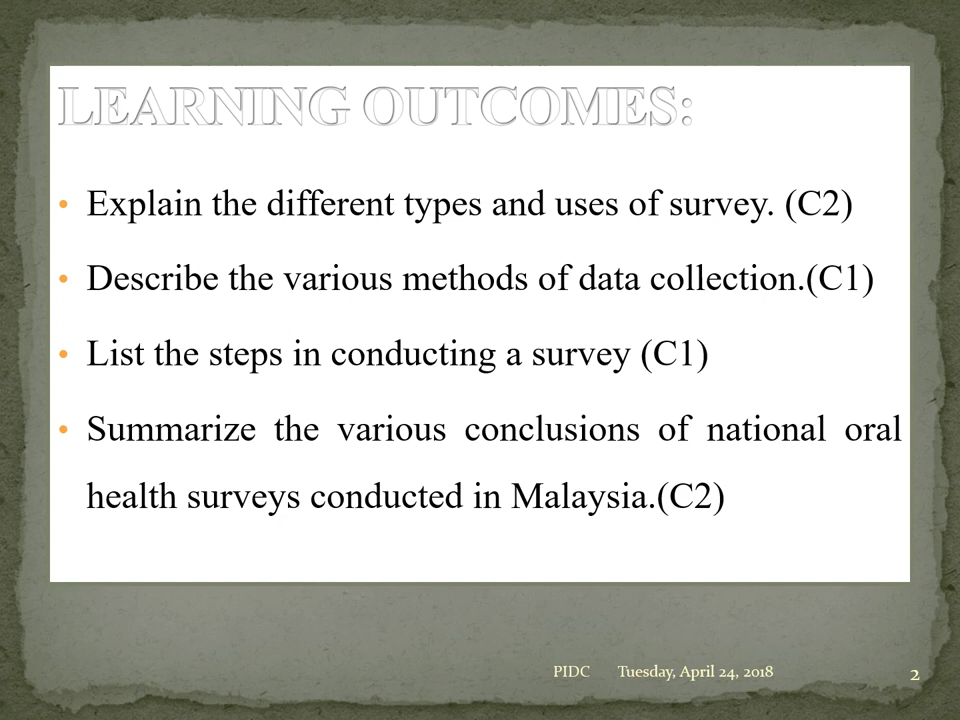 LEARNING OUTCOMES:
• Explain the different types and uses of survey. (C2)
• Describe the various methods of data collection.(C1)
• List the steps in conducting a survey (C1)
• Summarize the various conclusions of national oral
health surveys conducted in Malaysia.(C2)
PIDC Tuesday, April 24, 2018 2